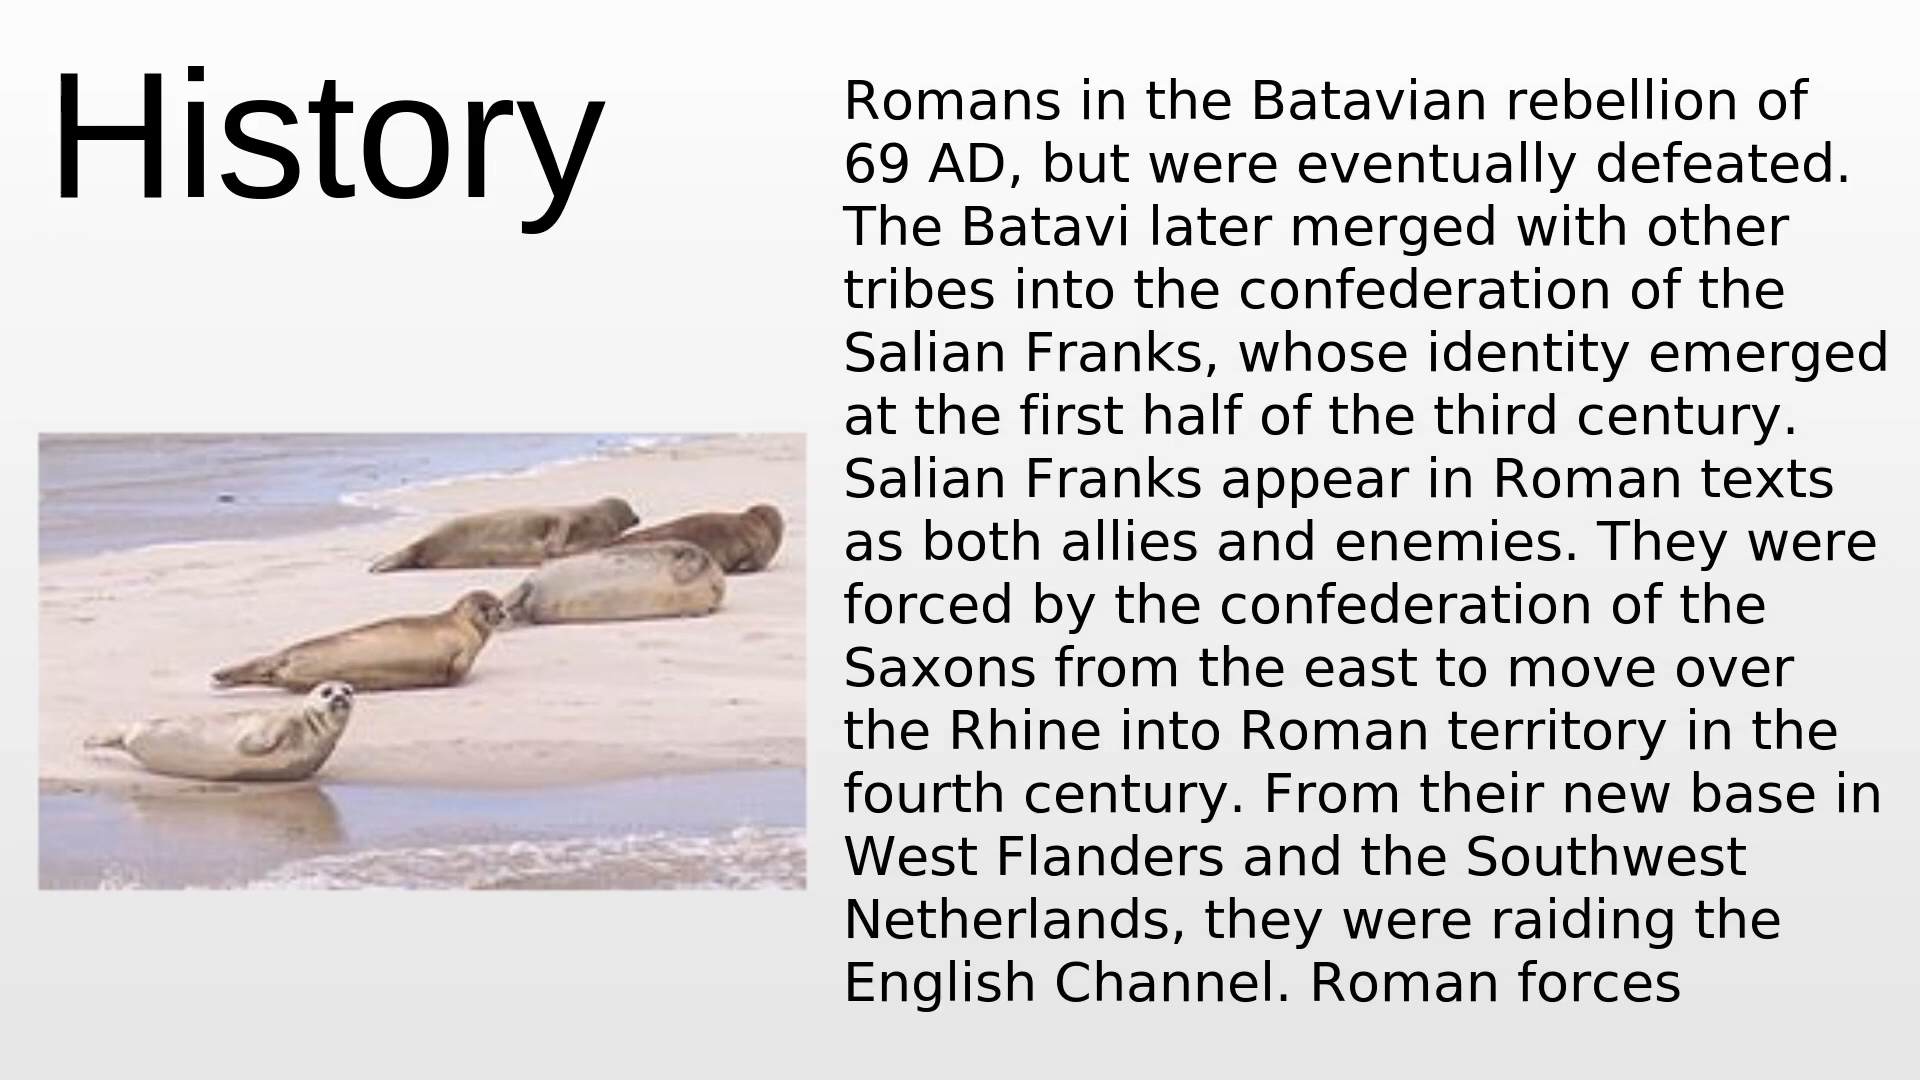 History
Romans in the Batavian rebellion of
69 AD, but were eventually defeated.
The Batavi later merged with other
tribes into the confederation of the
Salian Franks, whose identity emerged
at the first half of the third century.
Salian Franks appear in Roman texts
as both allies and enemies. They were
forced by the confederation of the
Saxons from the east to move over
the Rhine into Roman territory in the
fourth century. From their new base in
West Flanders and the Southwest
Netherlands, they were raiding the
English Channel. Roman forces